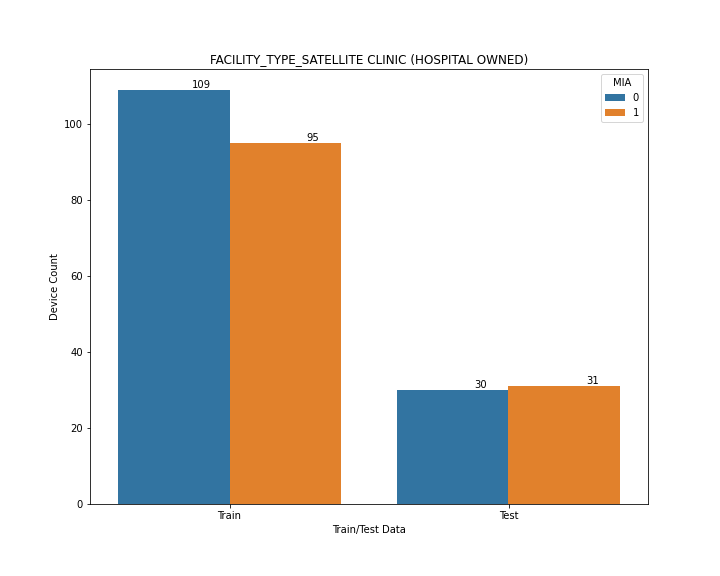 FACILITY_TYPE_SATELLITE CLINIC (HOSPITAL OWNED)
MIA
0
1
109
95
30
31
100
80
60
40
20
0
Device Count
Train
Test
Train/Test Data